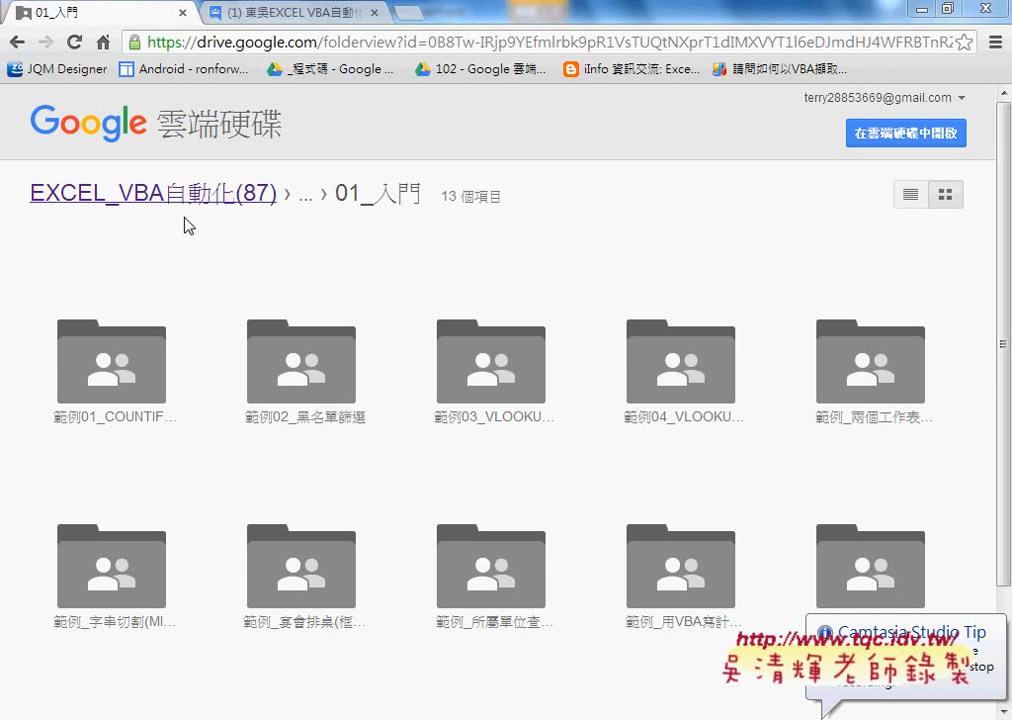 01_入門
(1) 東吳EXCEL VBA自動化
https://drive.google.com/folderview?id=0B8Tw-IRjp9YEfmlrbk9pR1VsTUQtNXprT1dIMXVYT1l6eDJmdHJ4WFRBTnRz
JQM Designer
Android - ronforw...
_程式碼 - Google ...
102 - Google 雲端...
iInfo 資訊交流: Exce...
請問如何以VBA擷取...
terry28853669@gmail.com
Google 雲端硬碟
在雲端硬碟中開啟
EXCEL_VBA自動化(87) › ... › 01_入門 13 個項目
範例01_COUNTIF...
範例02_黑名單篩選
範例03_VLOOKU...
範例04_VLOOKU...
範例_兩個工作表...
範例_字串切割(MI...
範例_宴會排桌(框...
範例_所屬單位查...
範例_用VBA寫計...
Camtasia Studio Tip
http://www.tqc.idv.tw/
stop
吳清輝老師錄製